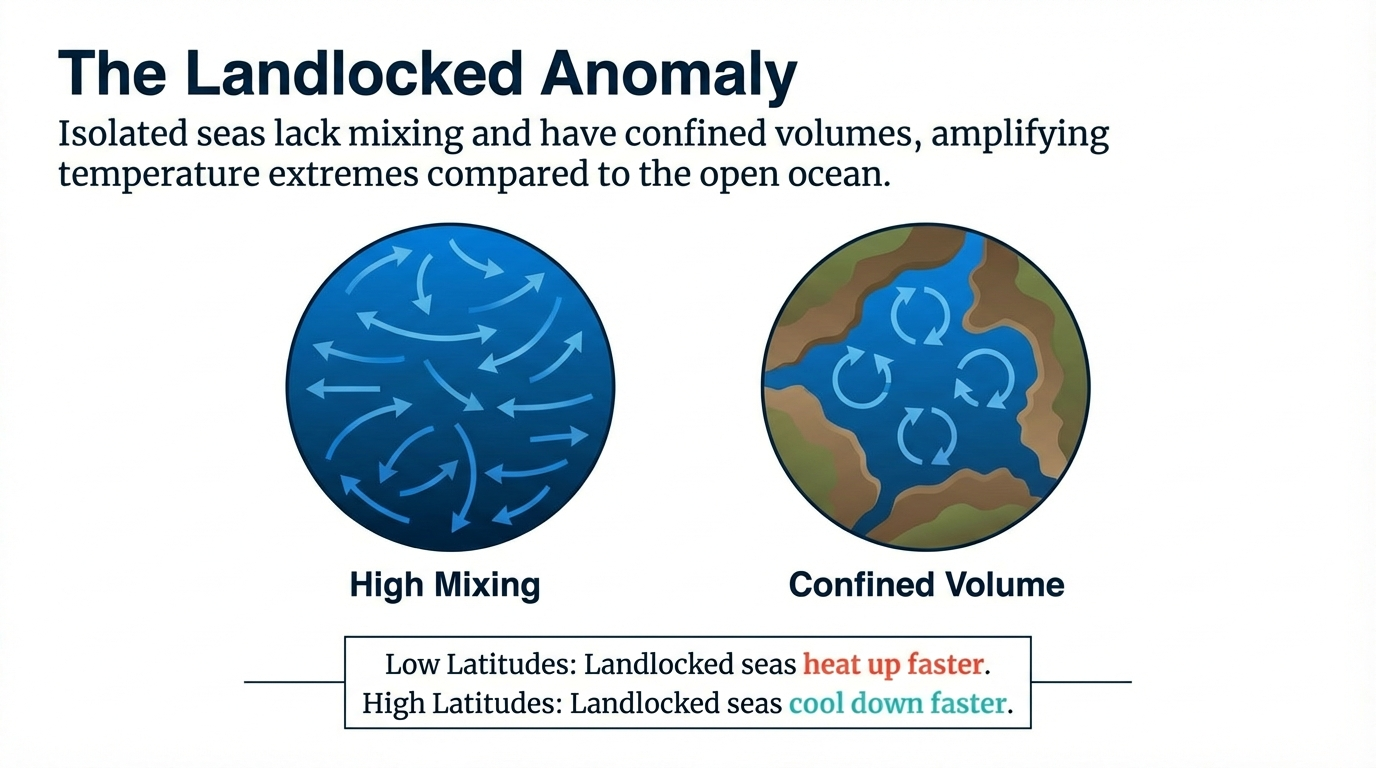 The Landlocked Anomaly
Isolated seas lack mixing and have confined volumes, amplifying
temperature extremes compared to the open ocean.
High Mixing
Confined Volume
Low Latitudes: Landlocked seas heat up faster.
High Latitudes: Landlocked seas cool down faster.